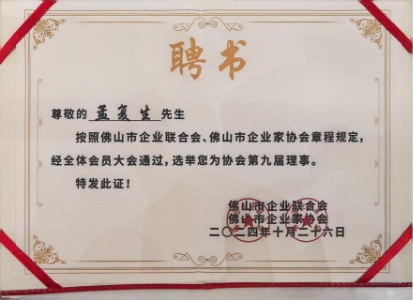 聘书
尊敬的 孟复生 先生
按照佛山市企业联合会、佛山市企业家协会章程规定，
经全体会员大会通过，选举您为协会第九届理事。
特发此证！
佛山市企业联合会
佛山市企业家协会
二〇二四年十月二十六日